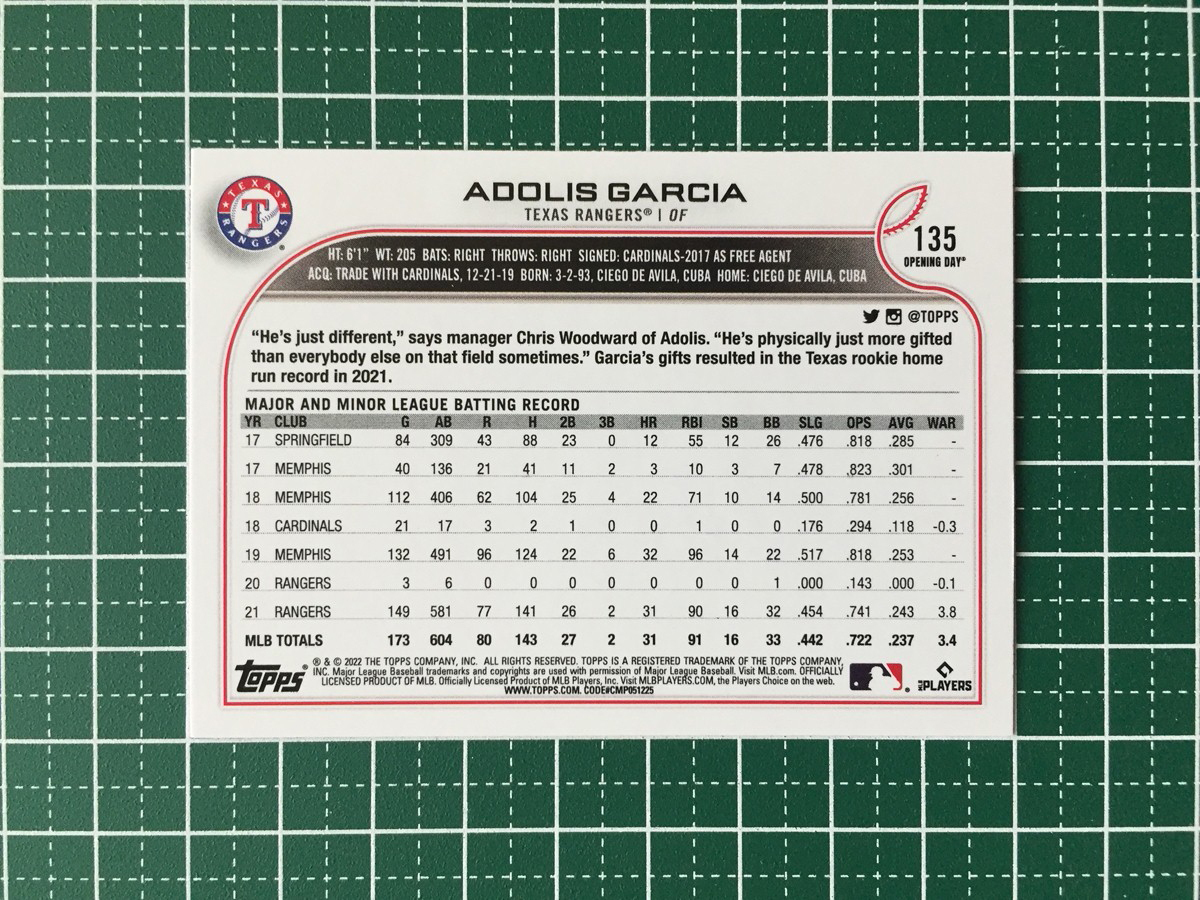 TEXAS
T
RANGERS
®
ADOLIS GARCIA
TEXAS RANGERS® | OF
135
OPENING DAY®
HT: 6'1" WT: 205 BATS: RIGHT THROWS: RIGHT SIGNED: CARDINALS-2017 AS FREE AGENT
ACQ: TRADE WITH CARDINALS, 12-21-19 BORN: 3-2-93, CIEGO DE AVILA, CUBA HOME: CIEGO DE AVILA, CUBA
@TOPPS
“He’s just different,” says manager Chris Woodward of Adolis. “He’s physically just more gifted
than everybody else on that field sometimes.” Garcia’s gifts resulted in the Texas rookie home
run record in 2021.
MAJOR AND MINOR LEAGUE BATTING RECORD
YR CLUB G AB R H 2B 3B HR RBI SB BB SLG OPS AVG WAR
17 SPRINGFIELD 84 309 43 88 23 0 12 55 12 26 .476 .818 .285 -
17 MEMPHIS 40 136 21 41 11 2 3 10 3 7 .478 .823 .301 -
18 MEMPHIS 112 406 62 104 25 4 22 71 10 14 .500 .781 .256 -
18 CARDINALS 21 17 3 2 1 0 0 1 0 0 .176 .294 .118 -0.3
19 MEMPHIS 132 491 96 124 22 6 32 96 14 22 .517 .818 .253 -
20 RANGERS 3 6 0 0 0 0 0 0 0 1 .000 .143 .000 -0.1
21 RANGERS 149 581 77 141 26 2 31 90 16 32 .454 .741 .243 3.8
MLB TOTALS 173 604 80 143 27 2 31 91 16 33 .442 .722 .237 3.4
Topps®
® & © 2022 THE TOPPS COMPANY, INC. ALL RIGHTS RESERVED. TOPPS IS A REGISTERED TRADEMARK OF THE TOPPS COMPANY,
INC. Major League Baseball trademarks and copyrights are used with permission of Major League Baseball. Visit MLB.com. OFFICIALLY
LICENSED PRODUCT OF MLB. Officially Licensed Product of MLB Players, Inc. Visit MLBPLAYERS.COM, the Players Choice on the web.
WWW.TOPPS.COM. CODE#CMP051225
MLB PLAYERS